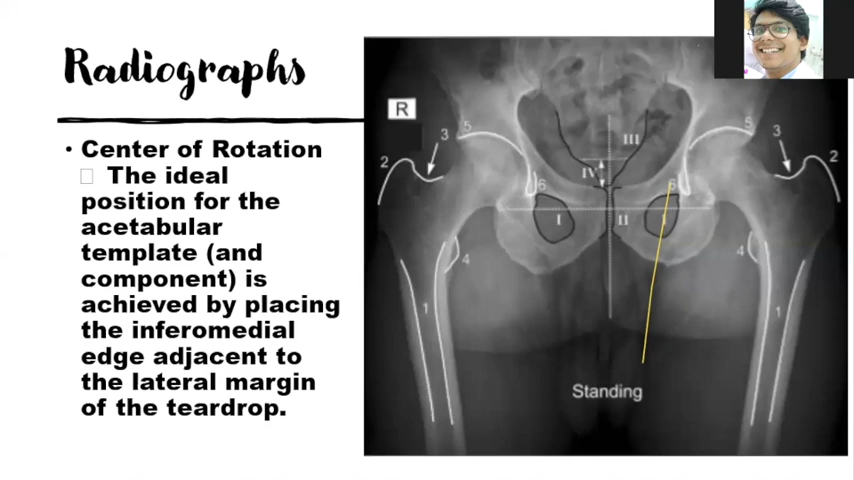 Radiographs
• Center of Rotation
The ideal
position for the
acetabular
template (and
component) is
achieved by placing
the inferomedial
edge adjacent to
the lateral margin
of the teardrop.
R
III
5
5
3
3
2
2
IV
6
6
I
II
I
4
4
1
1
Standing